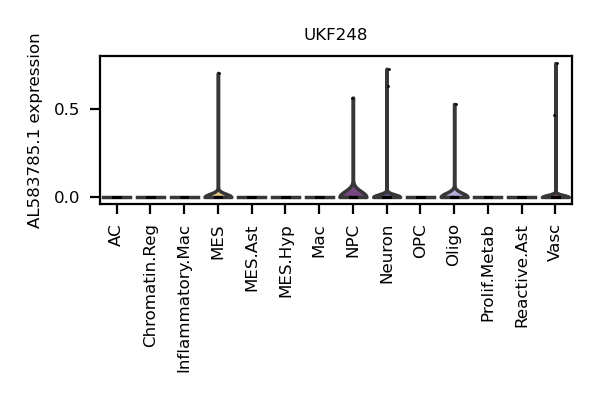 UKF248
AL583785.1 expression
0.5
0.0
AC
Chromatin.Reg
Inflammatory.Mac
MES
MES.Ast
MES.Hyp
Mac
NPC
Neuron
OPC
Oligo
Prolif.Metab
Reactive.Ast
Vasc